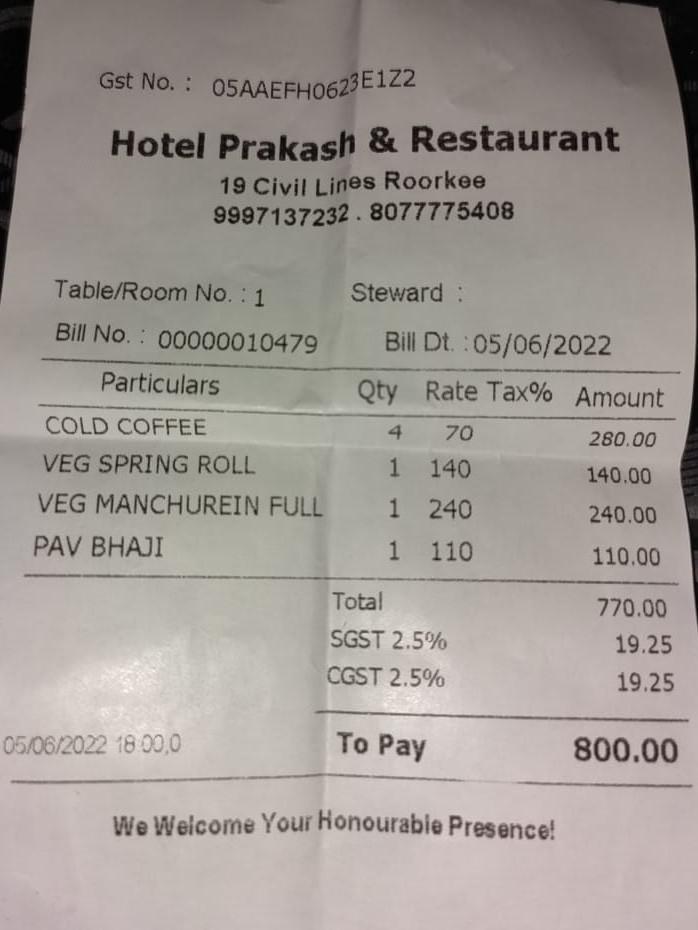 Gst No. : 05AAEFH0623E1Z2
Hotel Prakash & Restaurant
19 Civil Lines Roorkee
9997137232 . 8077775408
Table/Room No. : 1 Steward :
Bill No. : 00000010479 Bill Dt. : 05/06/2022
Particulars Qty Rate Tax% Amount
COLD COFFEE 4 70 280.00
VEG SPRING ROLL 1 140 140.00
VEG MANCHUREIN FULL 1 240 240.00
PAV BHAJI 1 110 110.00
Total 770.00
SGST 2.5% 19.25
CGST 2.5% 19.25
05/06/2022 18:00,0 To Pay 800.00
We Welcome Your Honourable Presence!